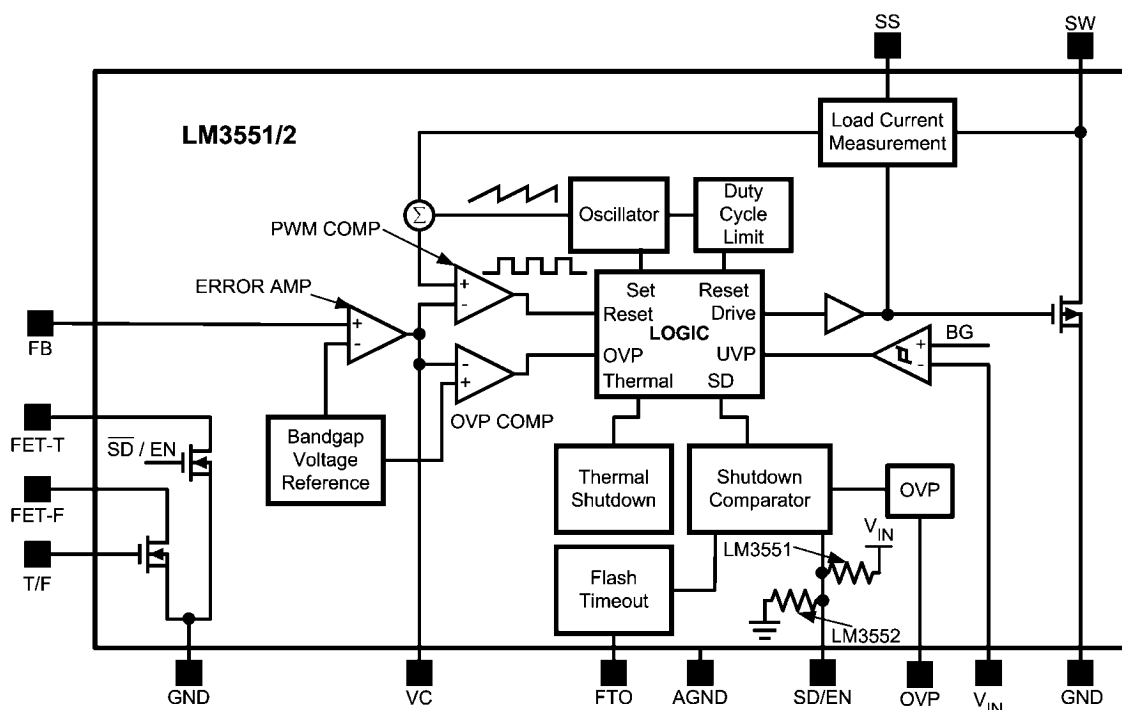 SS
SW
LM3551/2
Load Current
Measurement
Σ
Oscillator
Duty
Cycle
Limit
PWM COMP
ERROR AMP
+
-
+
-
Set
Reset
Reset
Drive
LOGIC
OVP
UVP
Thermal
SD
BG
+
-
FB
-
+
OVP COMP
FET-T
SD / EN
Bandgap
Voltage
Reference
Thermal
Shutdown
Shutdown
Comparator
OVP
FET-F
T/F
LM3551
VIN
Flash
Timeout
LM3552
GND
VC
FTO
AGND
SD/EN
OVP
VIN
GND